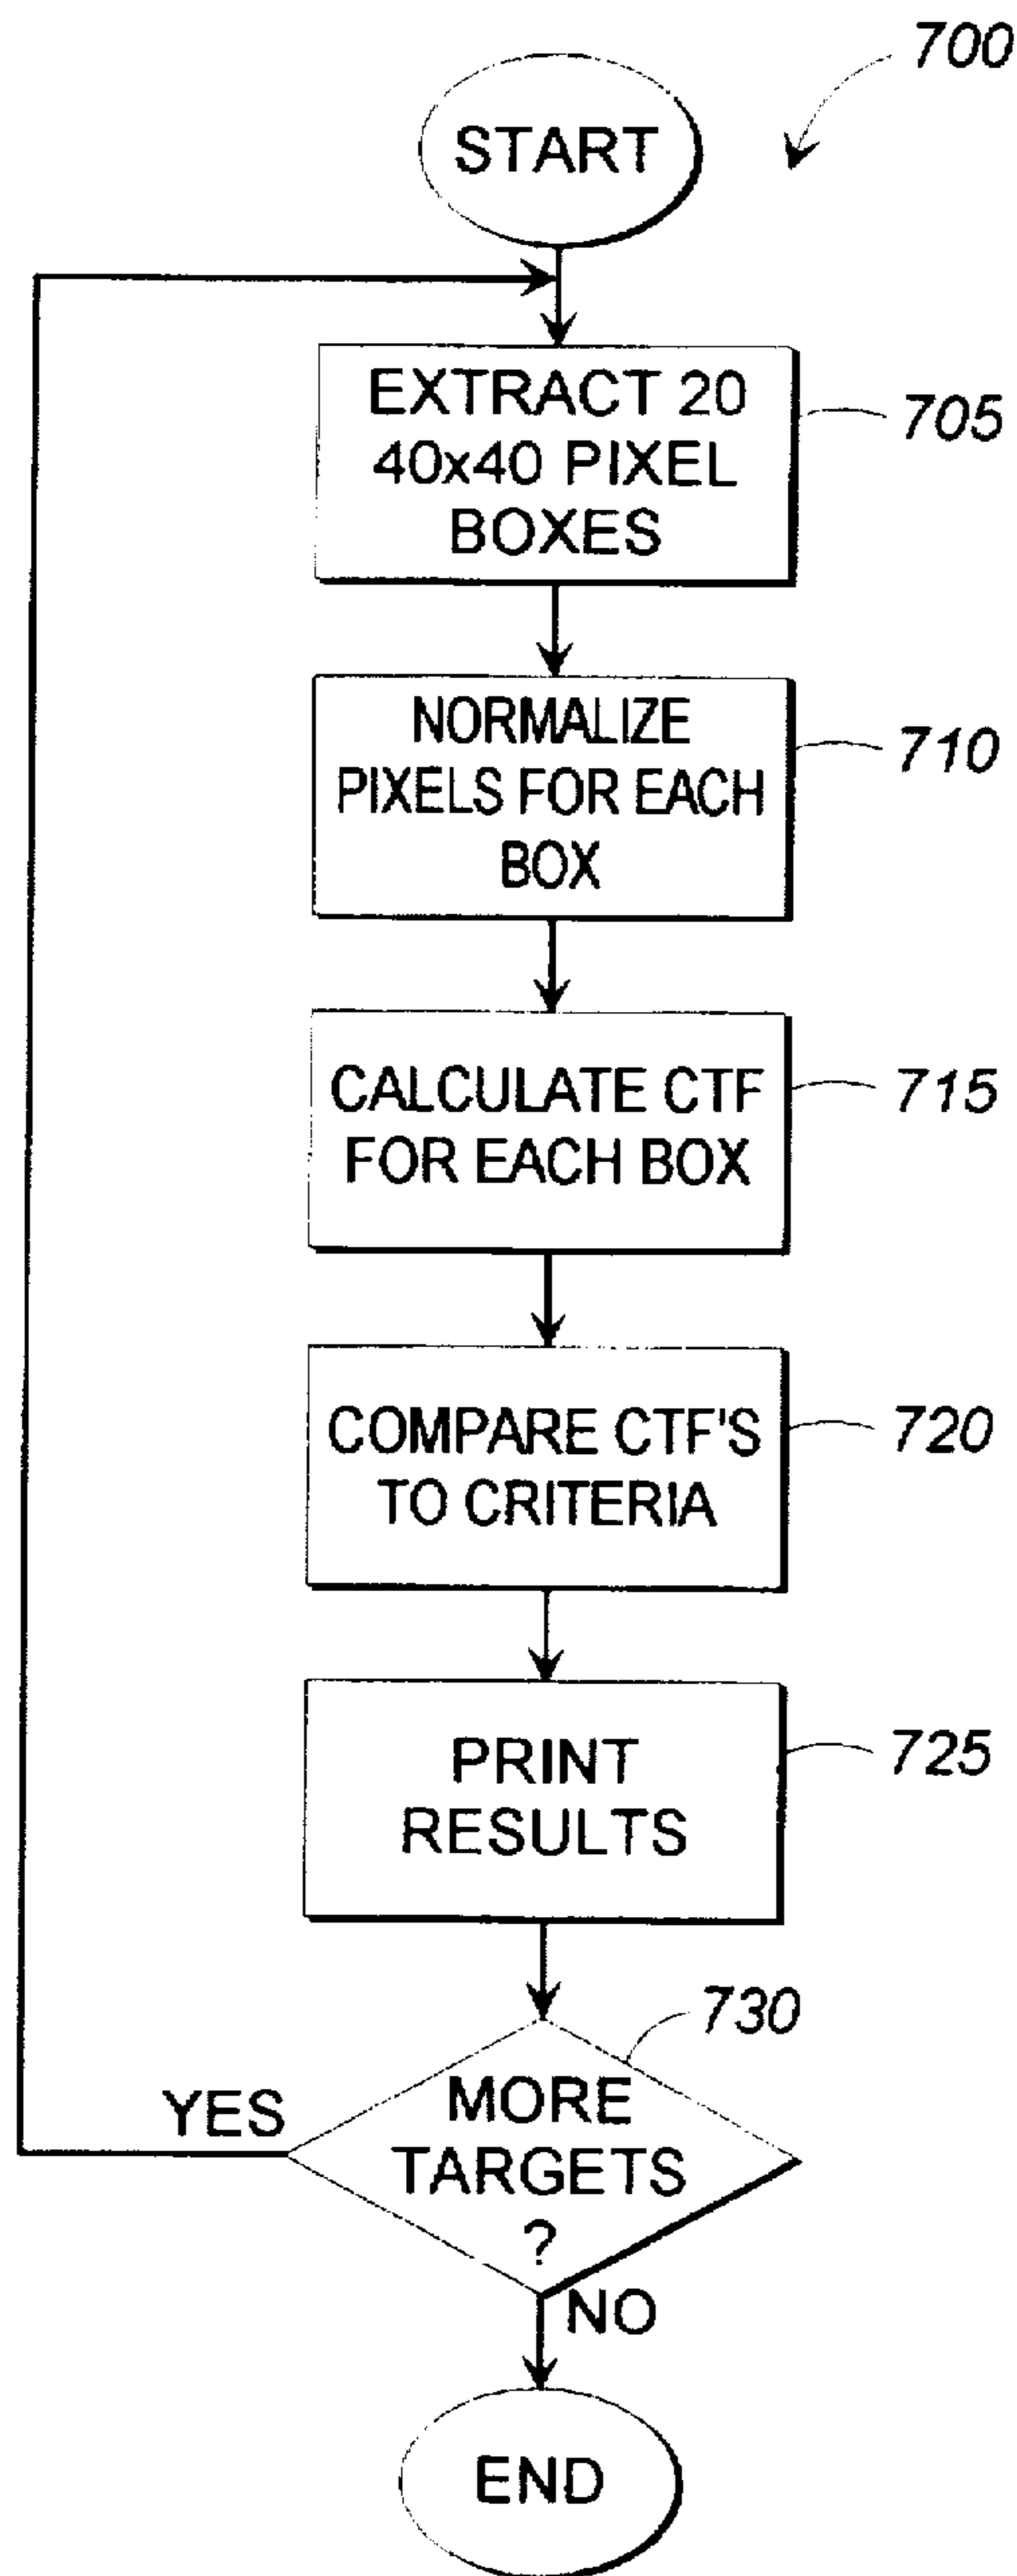 700
START
EXTRACT 20
40x40 PIXEL
BOXES
705
NORMALIZE
PIXELS FOR EACH
BOX
710
CALCULATE CTF
FOR EACH BOX
715
COMPARE CTF'S
TO CRITERIA
720
PRINT
RESULTS
725
730
MORE
TARGETS
?
YES
NO
END